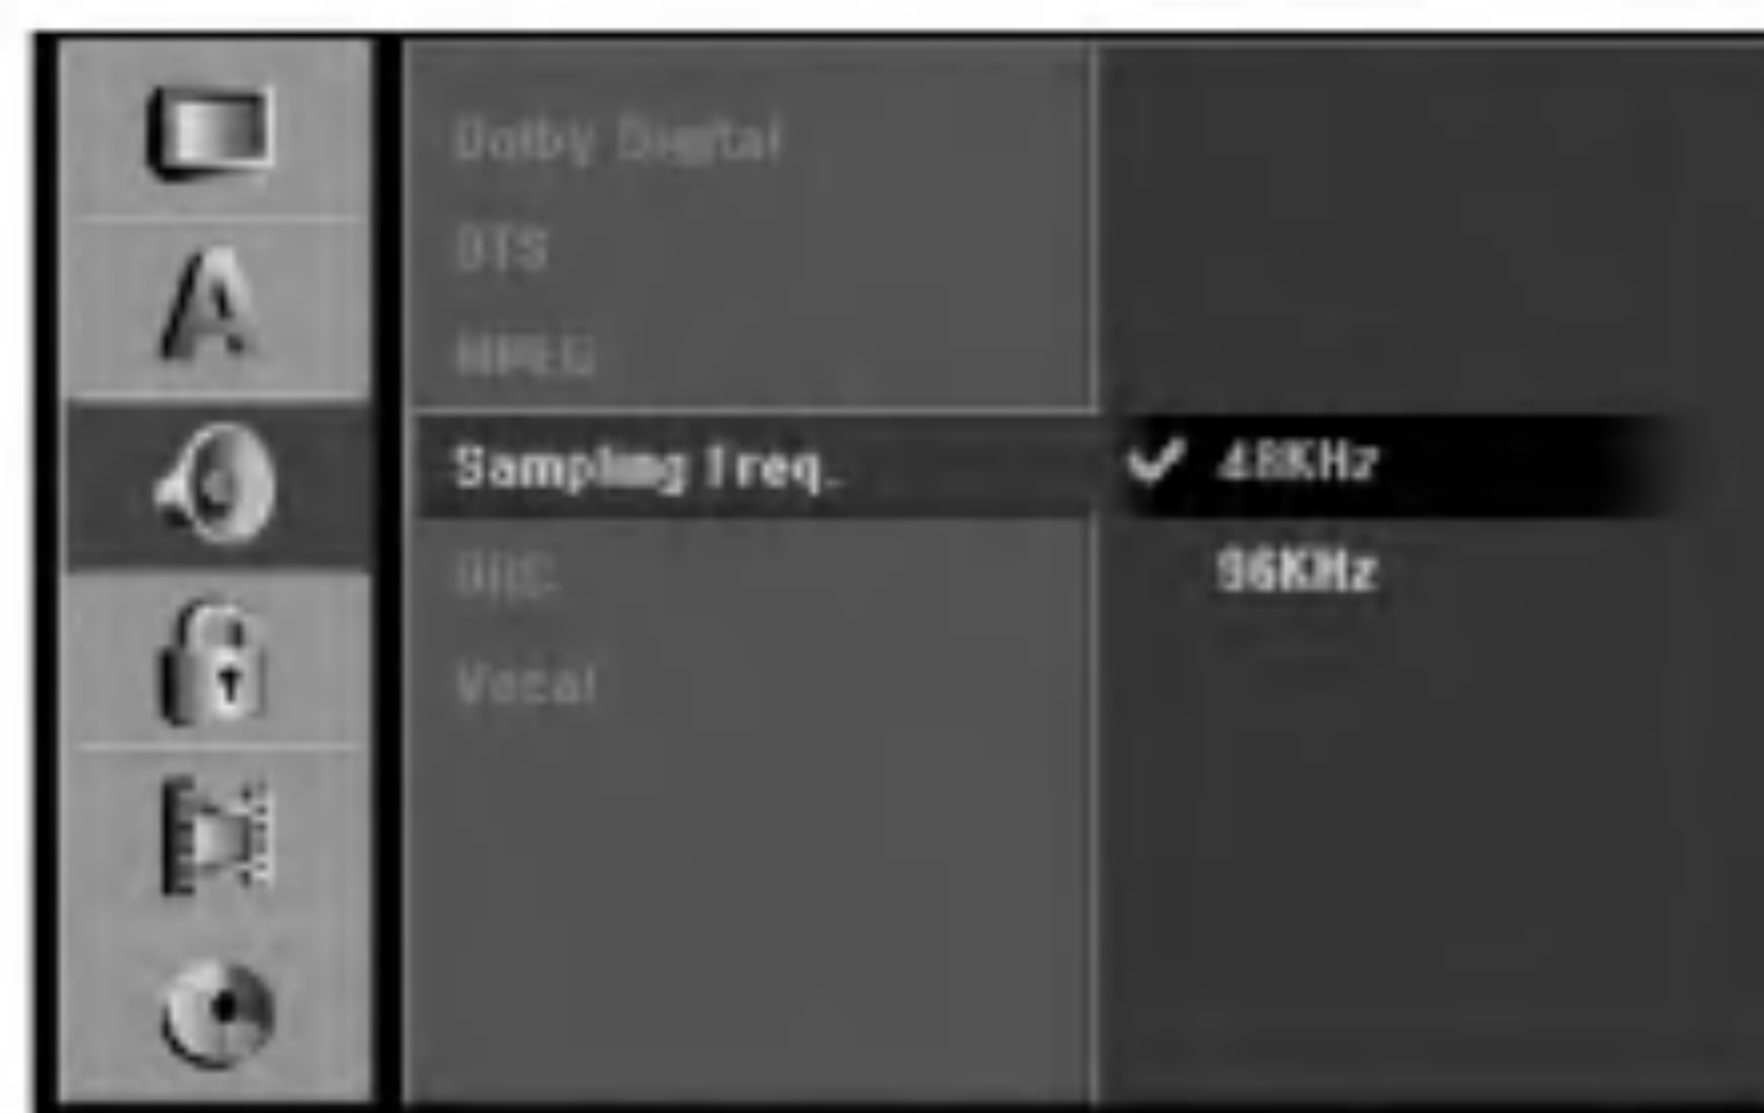 Dolby Digital
DTS
MPEG
Sampling Freq.
48KHz
96KHz
DRC
Vocal